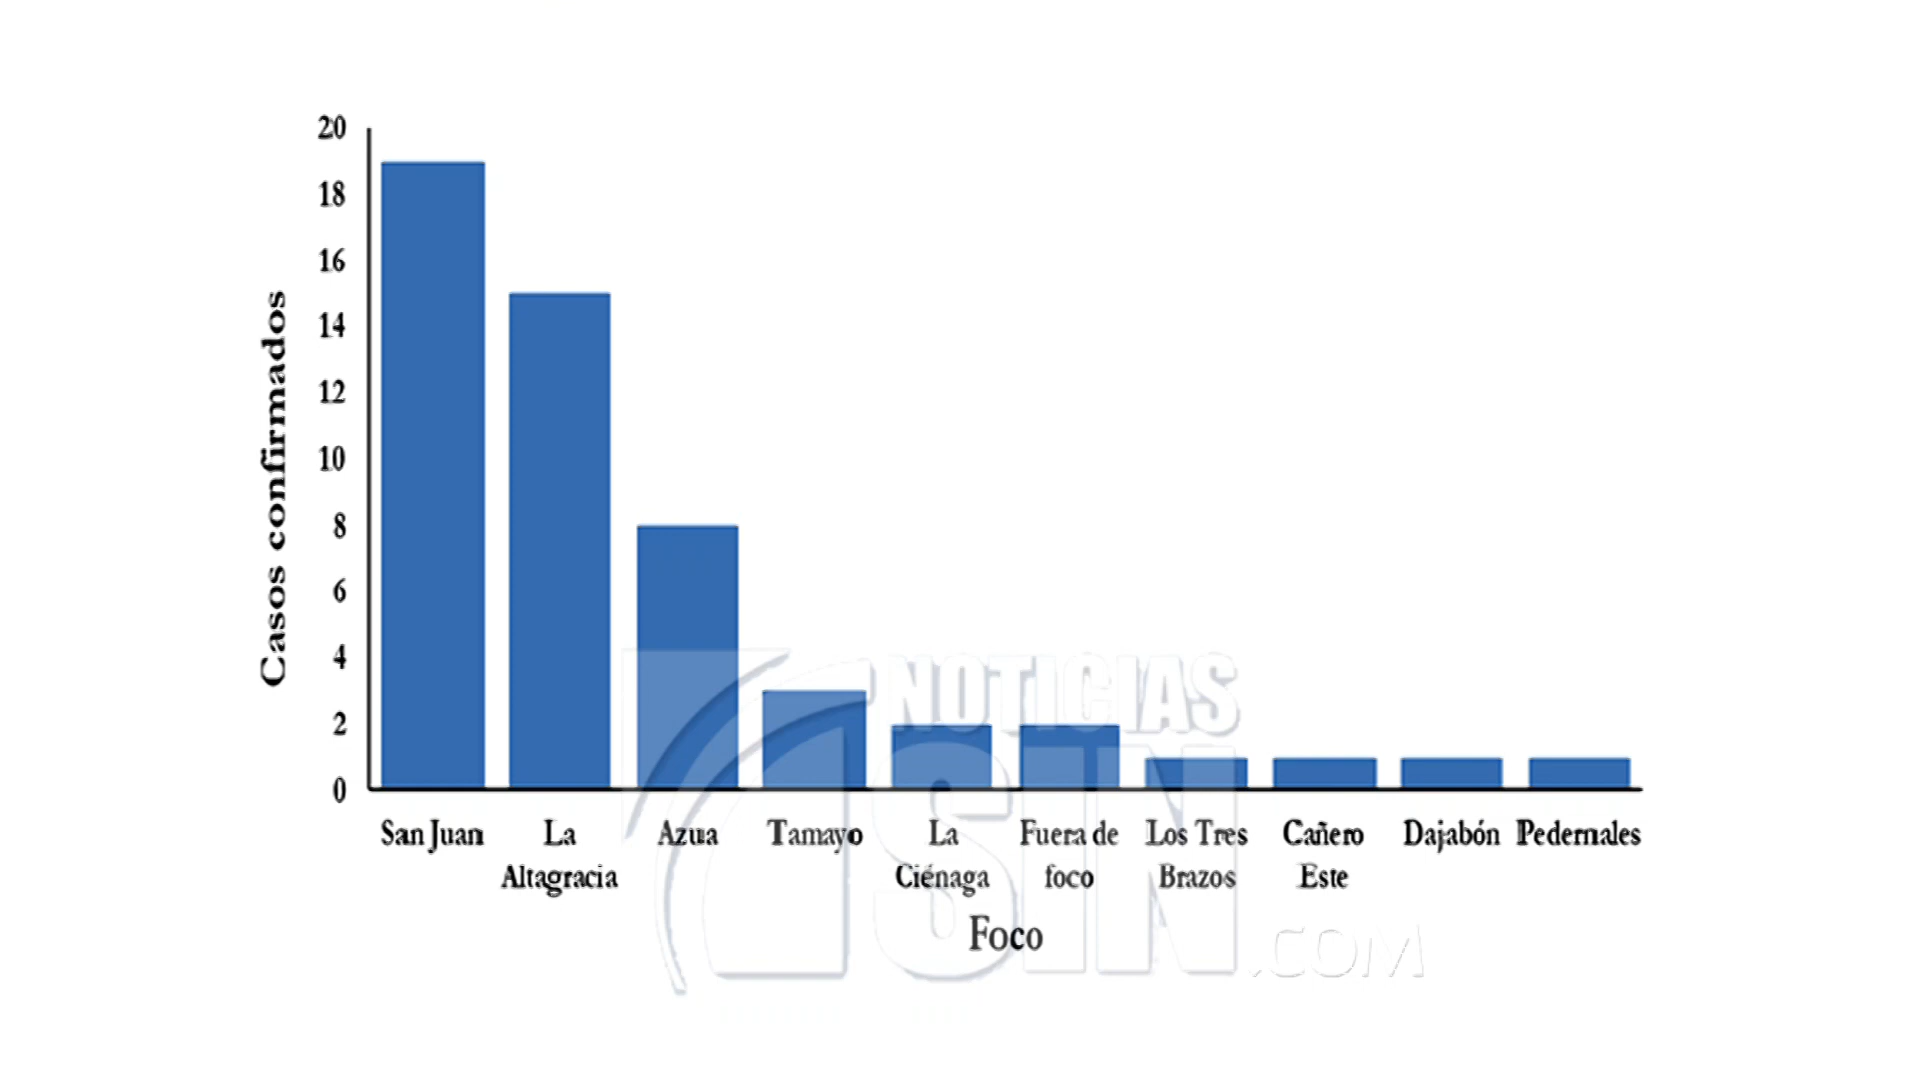 Casos confirmados
20
18
16
14
12
10
8
6
4
2
0
San Juan
La
Altagracia
Azua
Tamayo
La
Ciénaga
Fuera de
foco
Los Tres
Brazos
Cañero
Este
Dajabón
Pedernales
Foco
NOTICIAS
SIN
.COM